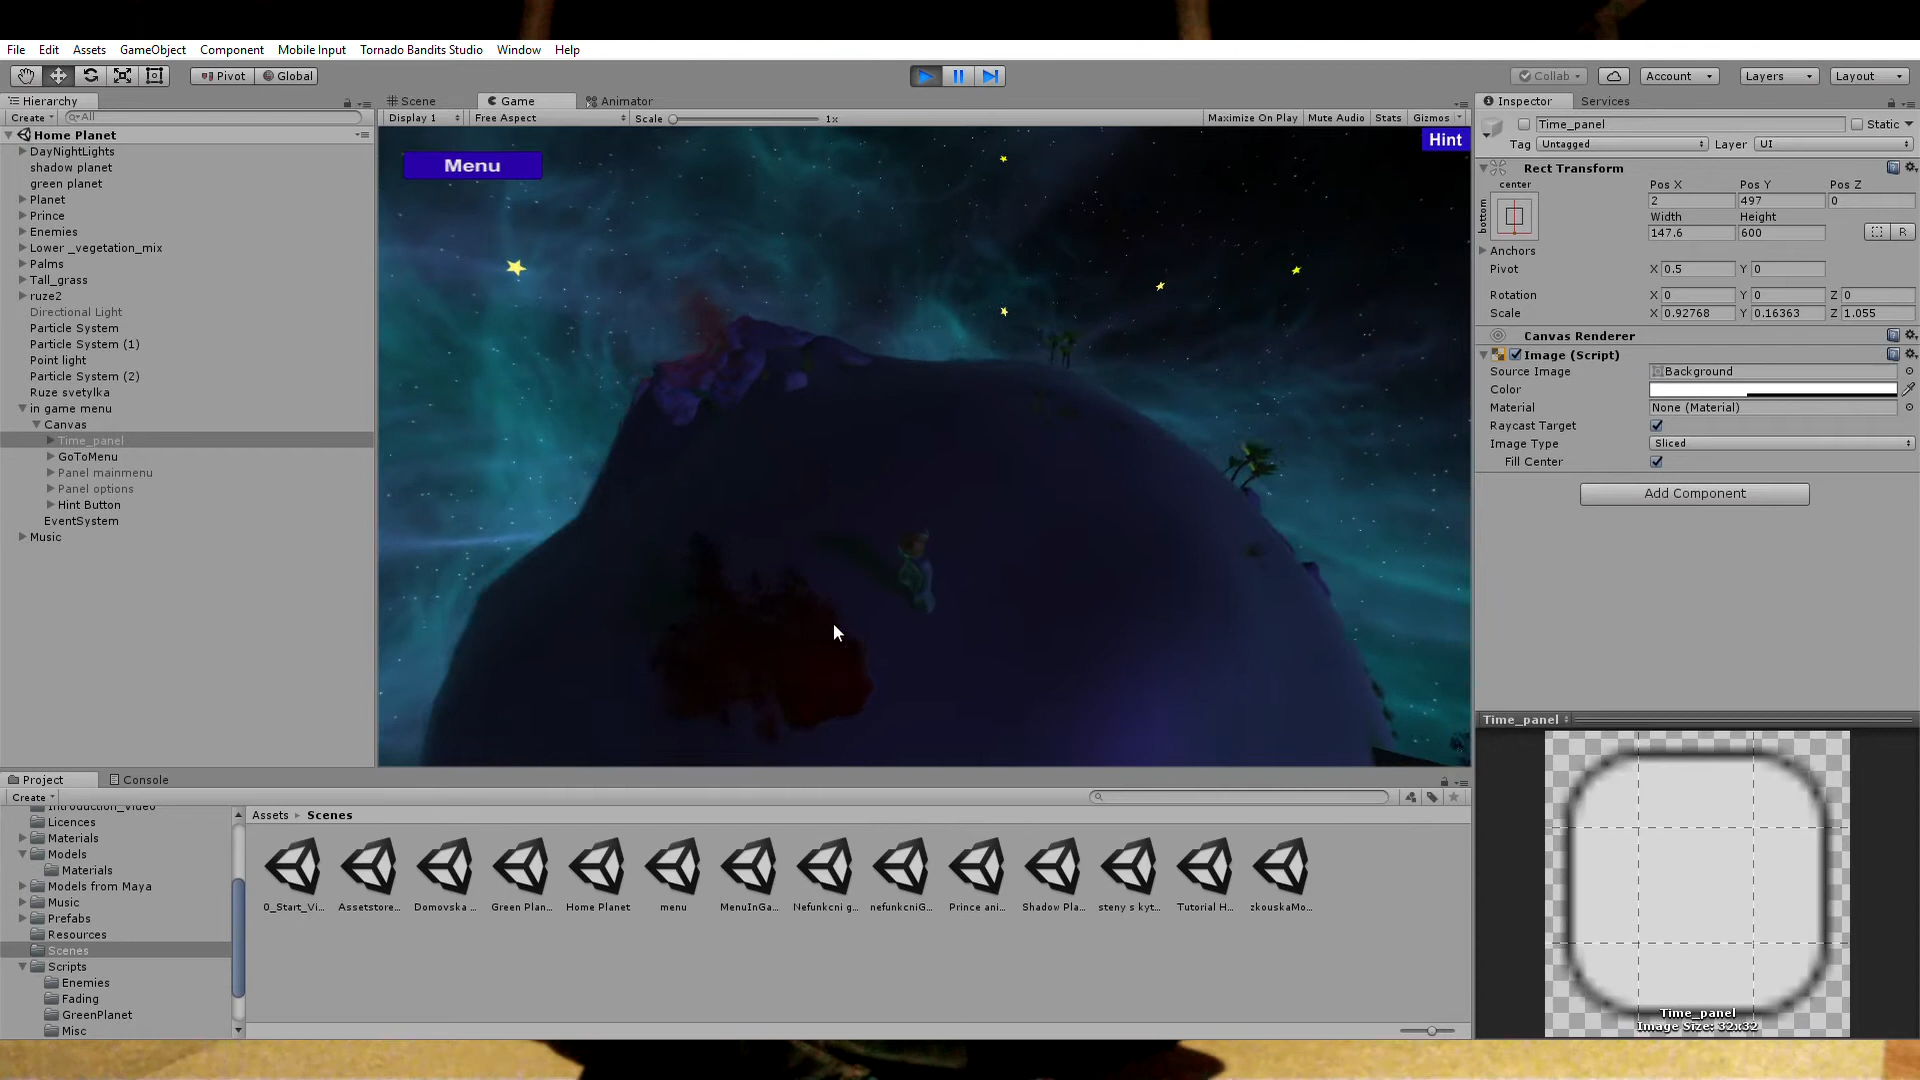 File Edit Assets GameObject Component Mobile Input Tornado Bandits Studio Window Help
Pivot Global Collab Account Layers Layout
Hierarchy
Create All
Home Planet
DayNightLights
shadow planet
green planet
Planet
Prince
Enemies
Lower _vegetation_mix
Palms
Tall_grass
ruze2
Directional Light
Particle System
Particle System (1)
Point light
Particle System (2)
Ruze svetylka
in game menu
Canvas
Time_panel
GoToMenu
Panel mainmenu
Panel options
Hint Button
EventSystem
Music
Scene Game Animator
Display 1 Free Aspect Scale 1x Maximize On Play Mute Audio Stats Gizmos
Menu
Hint
Inspector Services
Time_panel Static
Tag Untagged Layer UI
Rect Transform
center
bottom
Pos X Pos Y Pos Z
2 497 0
Width Height
147.6 600 R
Anchors
Pivot X 0.5 Y 0
Rotation X 0 Y 0 Z 0
Scale X 0.92768 Y 0.16363 Z 1.055
Canvas Renderer
Image (Script)
Source Image Background
Color
Material None (Material)
Raycast Target
Image Type Sliced
Fill Center
Add Component
Time_panel
Time_panel
Image Size: 32x32
Project Console
Create
Introduction_Video
Licences
Materials
Models
Materials
Models from Maya
Music
Prefabs
Resources
Scenes
Scripts
Enemies
Fading
GreenPlanet
Misc
Assets Scenes
0_Start_Vi... Assetstore... Domovska ... Green Plan... Home Planet menu MenuInGa... Nefunkcni g... nefunkcniG... Prince ani... Shadow Pla... steny s kyt... Tutorial H... zkouskaMo...